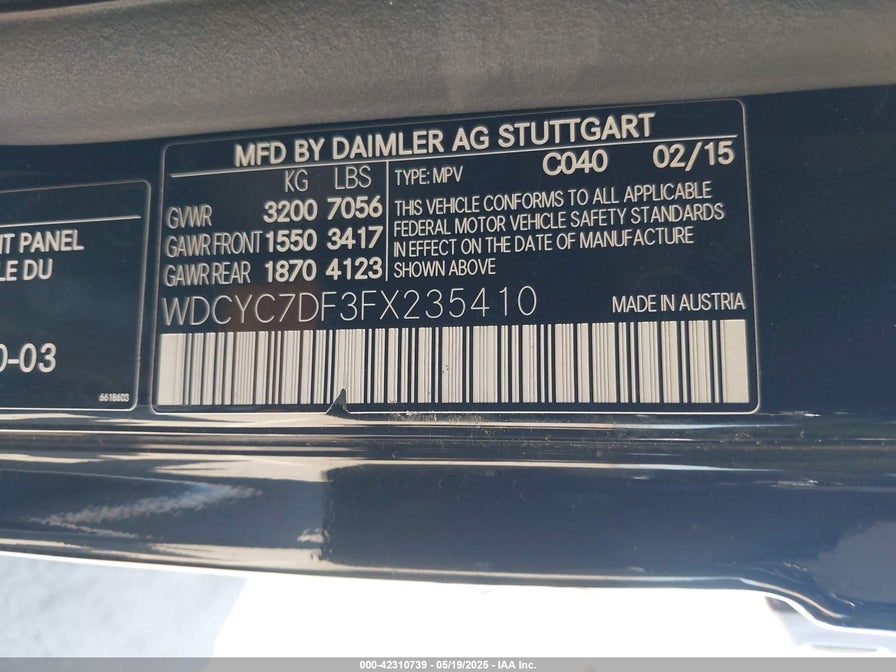 MFD BY DAIMLER AG STUTTGART
C040 02/15
KG LBS
TYPE: MPV
GVWR 3200 7056
GAWR FRONT 1550 3417
GAWR REAR 1870 4123
THIS VEHICLE CONFORMS TO ALL APPLICABLE
FEDERAL MOTOR VEHICLE SAFETY STANDARDS
IN EFFECT ON THE DATE OF MANUFACTURE
SHOWN ABOVE
WDCYC7DF3FX235410
MADE IN AUSTRIA
PANEL
DU
-03
6618603
000-42310739 - 05/19/2025 - IAA Inc.